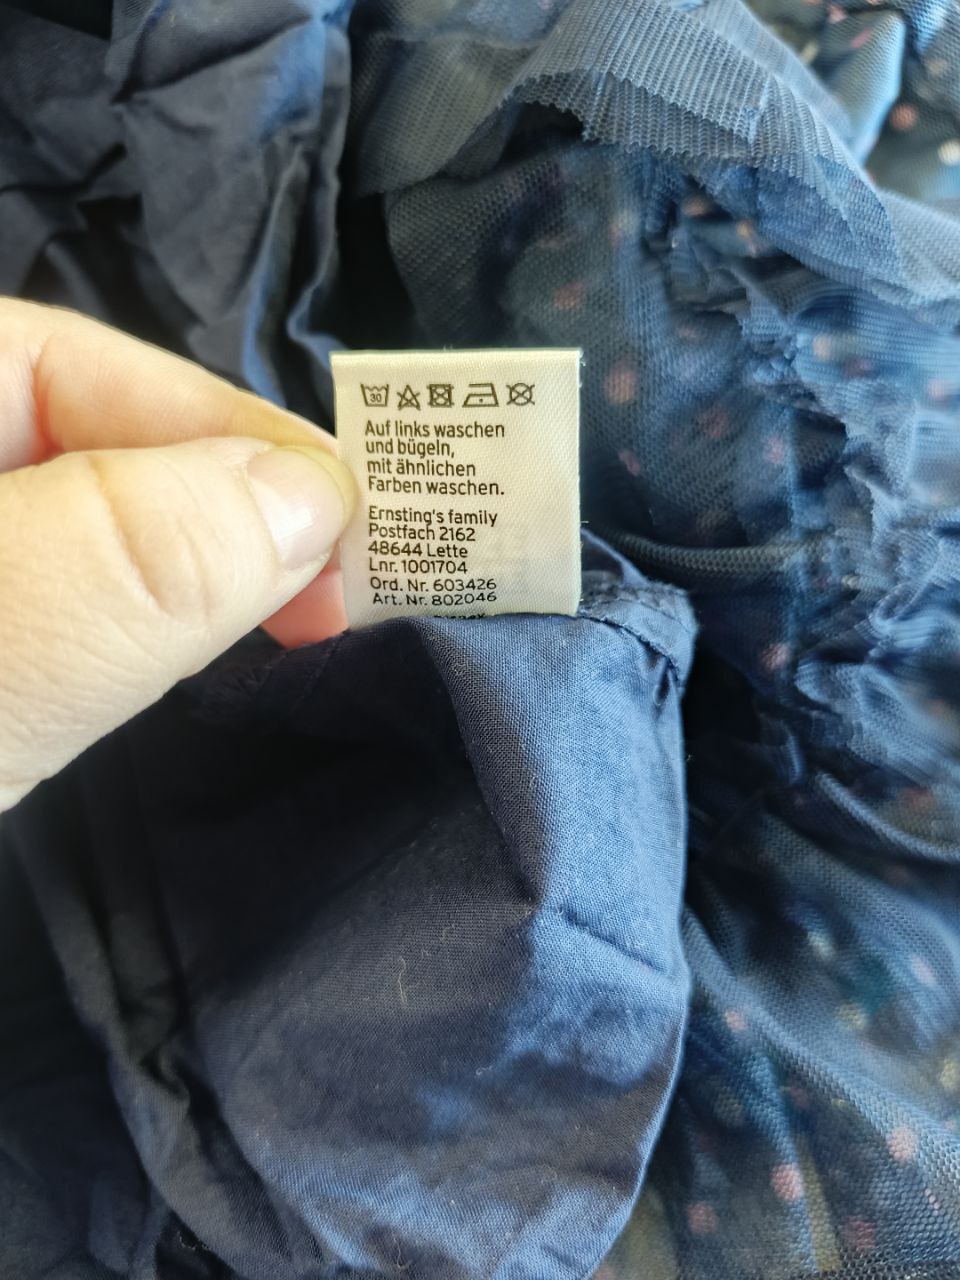 30
Auf links waschen
und bügeln,
mit ähnlichen
Farben waschen.
Ernsting's family
Postfach 2162
48644 Lette
Lnr. 1001704
Ord. Nr. 603426
Art. Nr. 802046